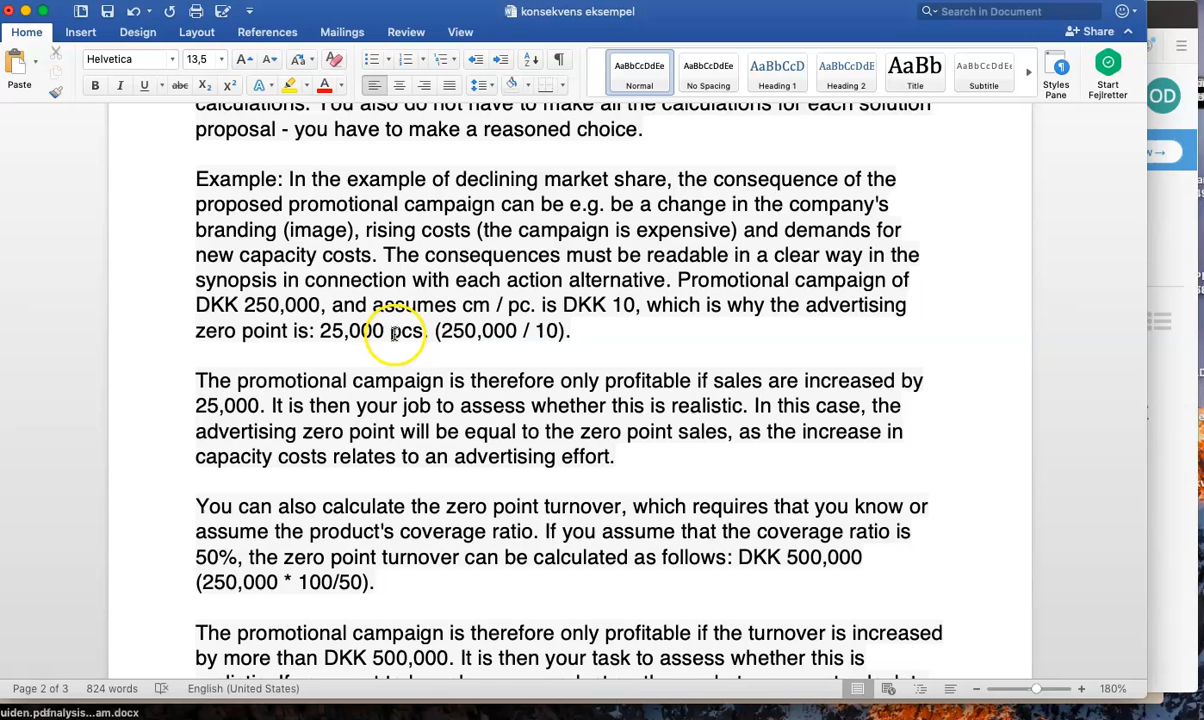 konsekvens eksempel
Search in Document
Home Insert Design Layout References Mailings Review View
Share
Paste
Helvetica 13,5
AaBbCcDdEe AaBbCcDdEe AaBbCcD AaBbCcDdE AaBb AaBbCcDdEe
Normal No Spacing Heading 1 Heading 2 Title Subtitle
Styles Pane
Start Fejlretter
OD
calculations. You also do not have to make all the calculations for each solution
proposal - you have to make a reasoned choice.
Example: In the example of declining market share, the consequence of the
proposed promotional campaign can be e.g. be a change in the company's
branding (image), rising costs (the campaign is expensive) and demands for
new capacity costs. The consequences must be readable in a clear way in the
synopsis in connection with each action alternative. Promotional campaign of
DKK 250,000, and assumes cm / pc. is DKK 10, which is why the advertising
zero point is: 25,000 pcs. (250,000 / 10).
The promotional campaign is therefore only profitable if sales are increased by
25,000. It is then your job to assess whether this is realistic. In this case, the
advertising zero point will be equal to the zero point sales, as the increase in
capacity costs relates to an advertising effort.
You can also calculate the zero point turnover, which requires that you know or
assume the product's coverage ratio. If you assume that the coverage ratio is
50%, the zero point turnover can be calculated as follows: DKK 500,000
(250,000 * 100/50).
The promotional campaign is therefore only profitable if the turnover is increased
by more than DKK 500,000. It is then your task to assess whether this is
Page 2 of 3 824 words English (United States) 180%
uiden.pdfnalysis...am.docx